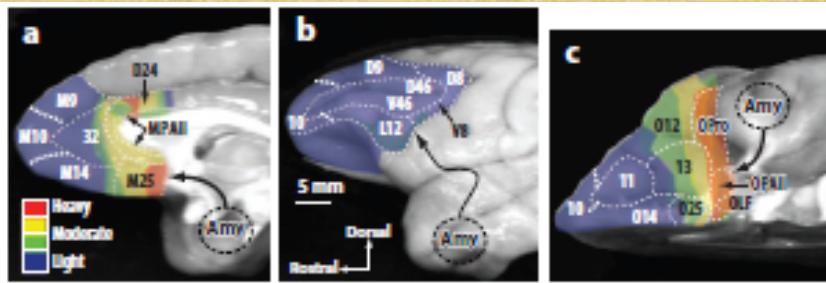 a
D24
M9
M10
32
MPAll
M14
M25
Heavy
Moderate
Light
Amy
b
D9
D46
D8
V46
10
L12
V8
5 mm
Dorsal
Rostral
Amy
c
O12
OPro
Amy
13
11
OPAll
OLF
10
O25
O14